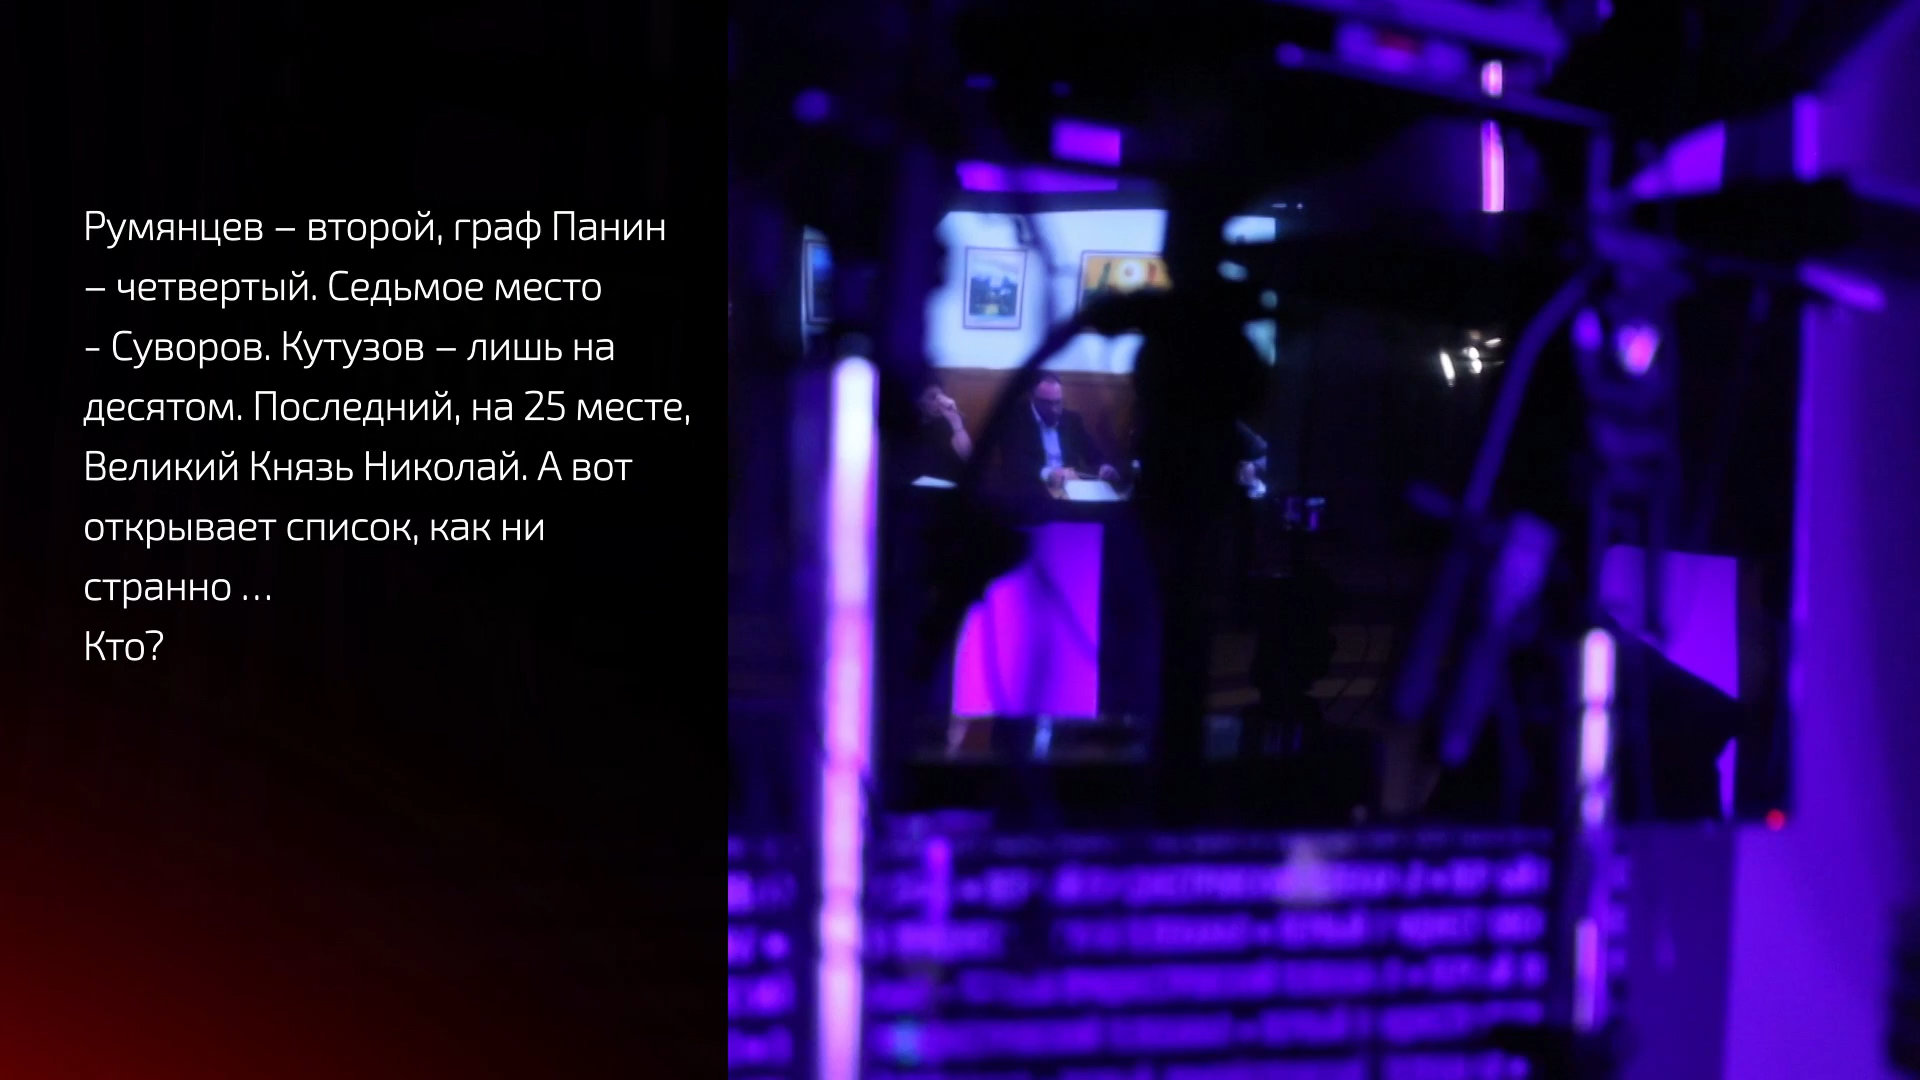 Румянцев – второй, граф Панин
– четвертый. Седьмое место
- Суворов. Кутузов – лишь на
десятом. Последний, на 25 месте,
Великий Князь Николай. А вот
открывает список, как ни
странно …
Кто?